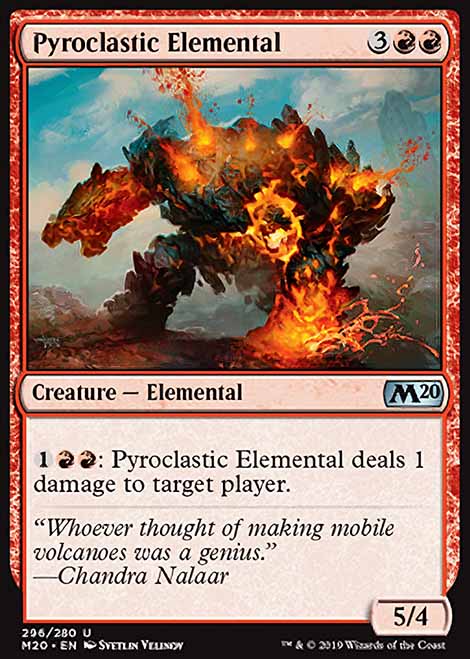 Pyroclastic Elemental 3
Creature — Elemental M20
1 : Pyroclastic Elemental deals 1
damage to target player.
“Whoever thought of making mobile
volcanoes was a genius.”
—Chandra Nalaar
5/4
296/280 U
M20 • EN Svetlin Velinov ™ & © 2019 Wizards of the Coast